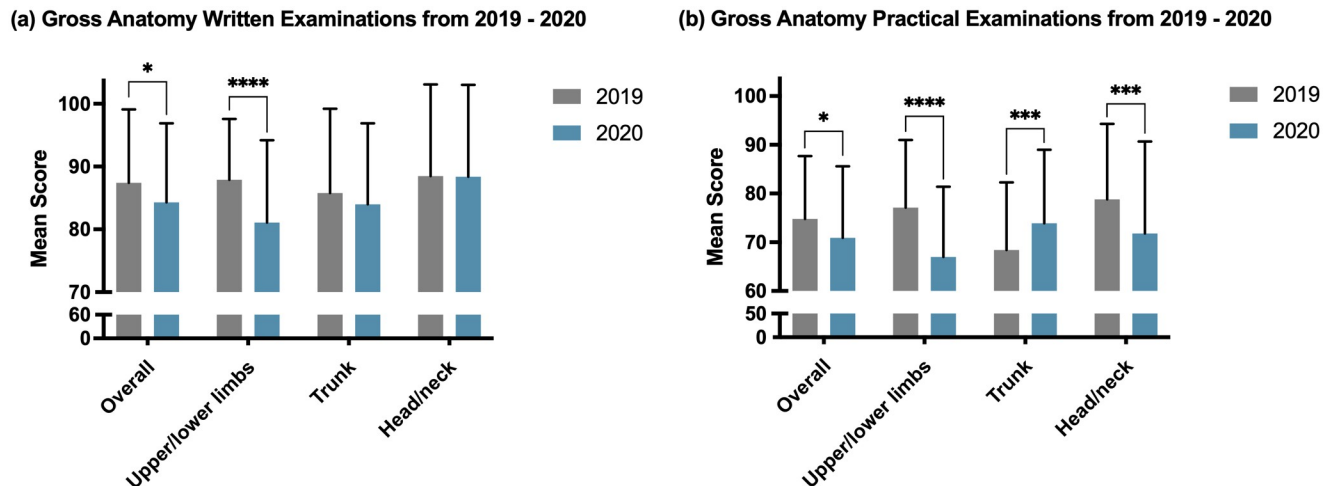 (a) Gross Anatomy Written Examinations from 2019 - 2020
Mean Score
100
90
80
70
60
0
*
****
2019
2020
Overall
Upper/lower limbs
Trunk
Head/neck
(b) Gross Anatomy Practical Examinations from 2019 - 2020
Mean Score
100
90
80
70
60
50
0
*
****
***
***
2019
2020
Overall
Upper/lower limbs
Trunk
Head/neck